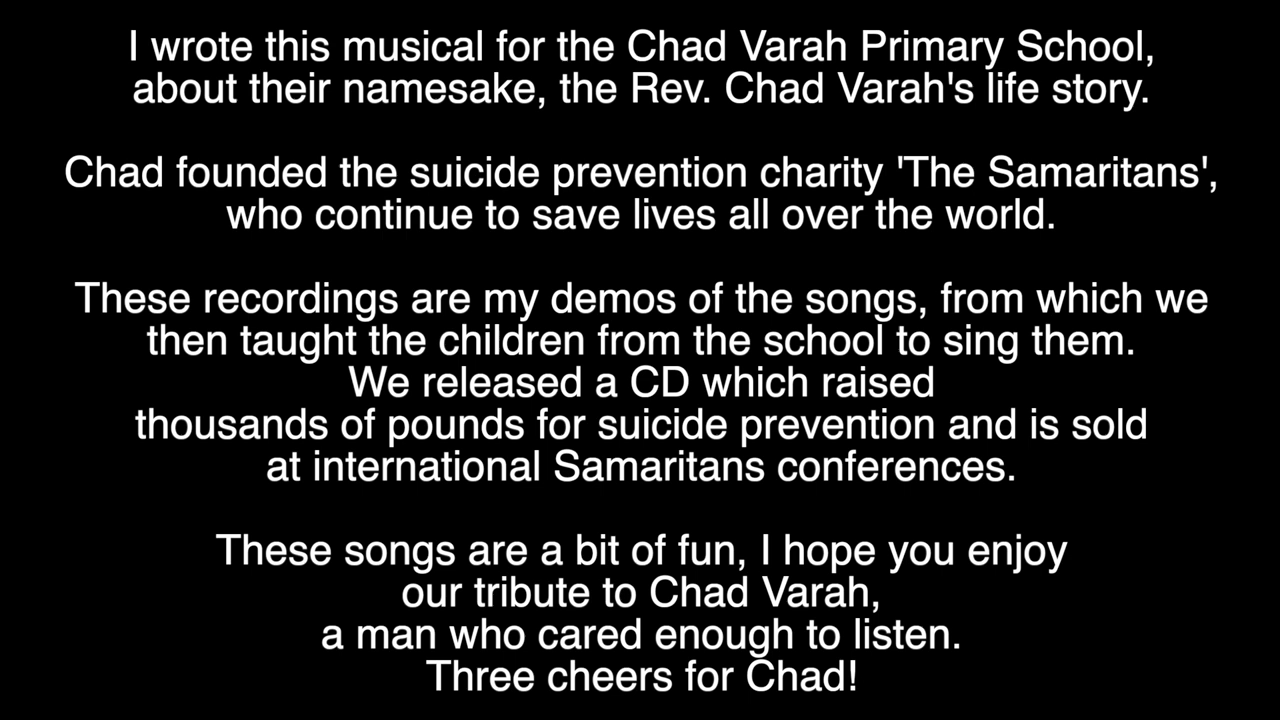 I wrote this musical for the Chad Varah Primary School,
about their namesake, the Rev. Chad Varah's life story.
Chad founded the suicide prevention charity 'The Samaritans',
who continue to save lives all over the world.
These recordings are my demos of the songs, from which we
then taught the children from the school to sing them.
We released a CD which raised
thousands of pounds for suicide prevention and is sold
at international Samaritans conferences.
These songs are a bit of fun, I hope you enjoy
our tribute to Chad Varah,
a man who cared enough to listen.
Three cheers for Chad!